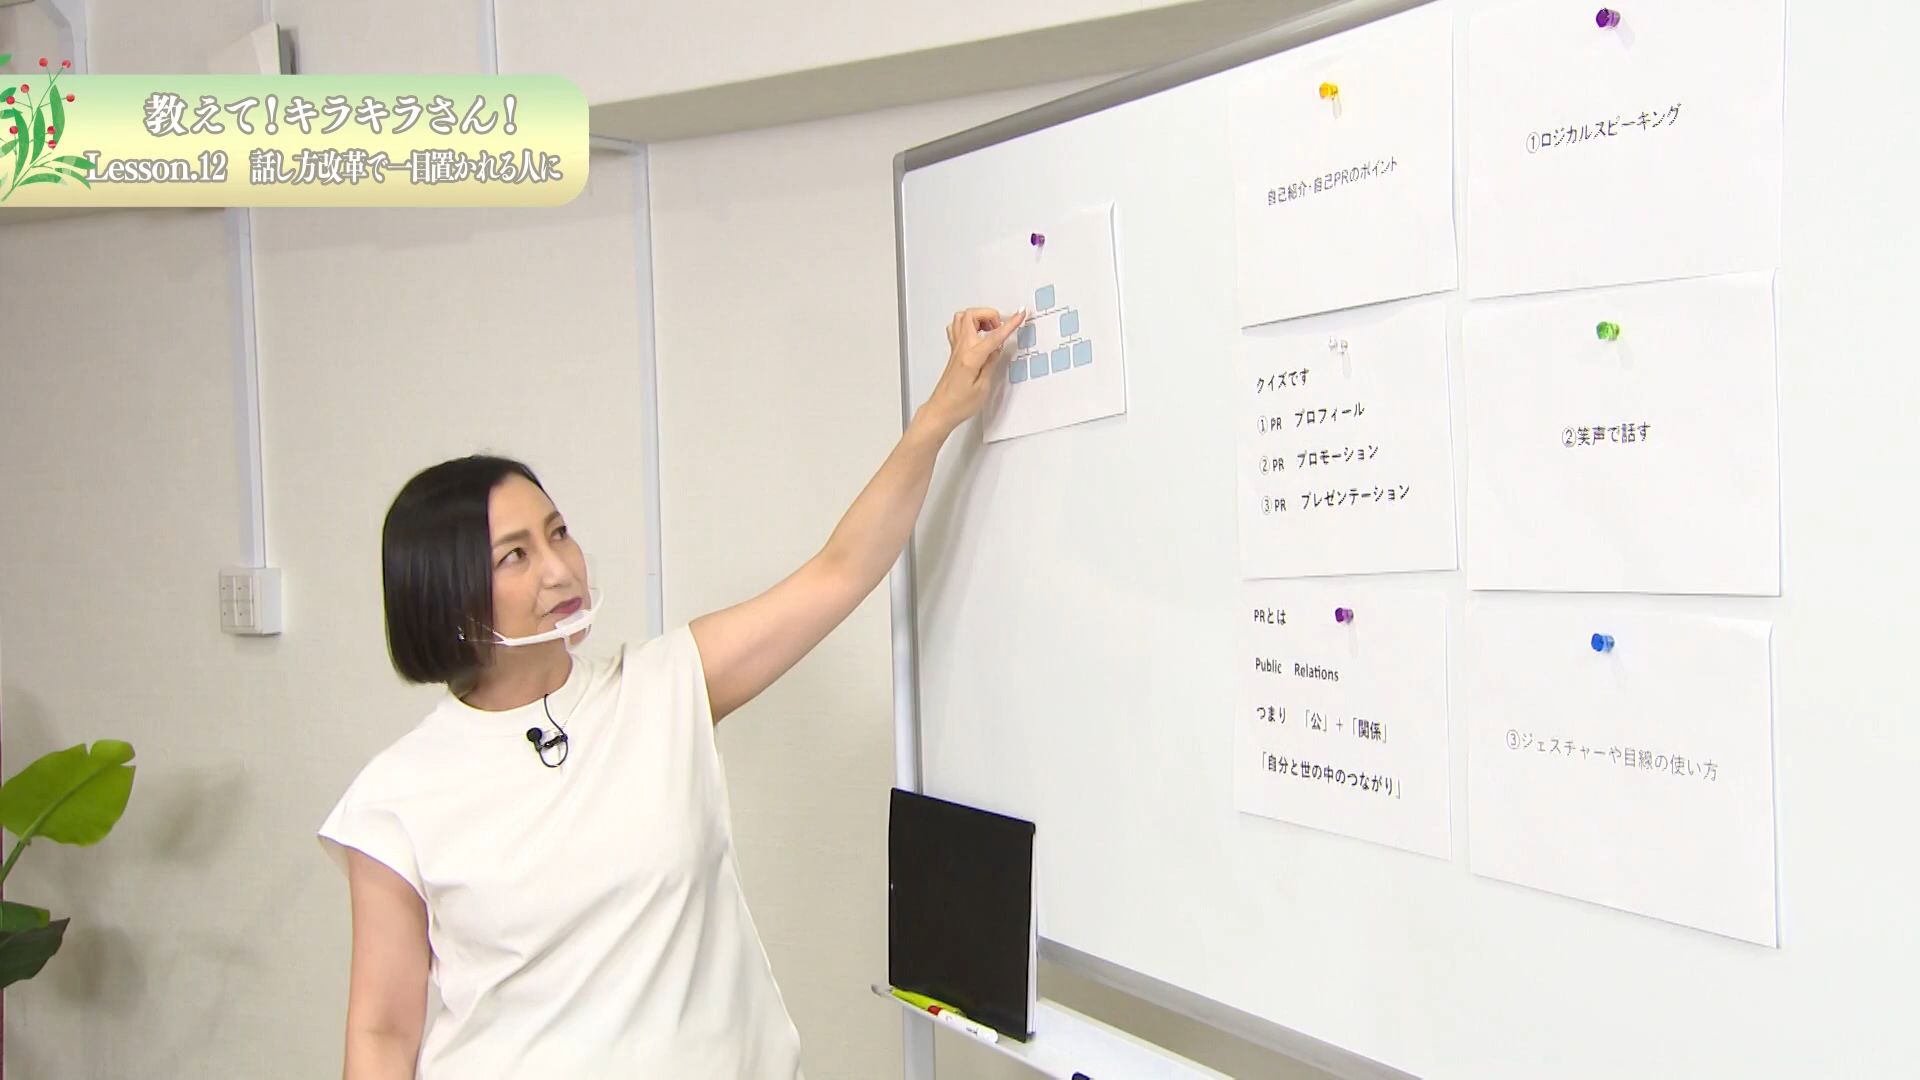 教えて！キラキラさん！
Lesson.12　話し方改革で一目置かれる人に
自己紹介・自己PRのポイント
クイズです
①PR　プロフィール
②PR　プロモーション
③PR　プレゼンテーション
PRとは
Public　Relations
つまり　「公」+「関係」
「自分と世の中のつながり」
①ロジカルスピーキング
②笑声で話す
③ジェスチャーや目線の使い方